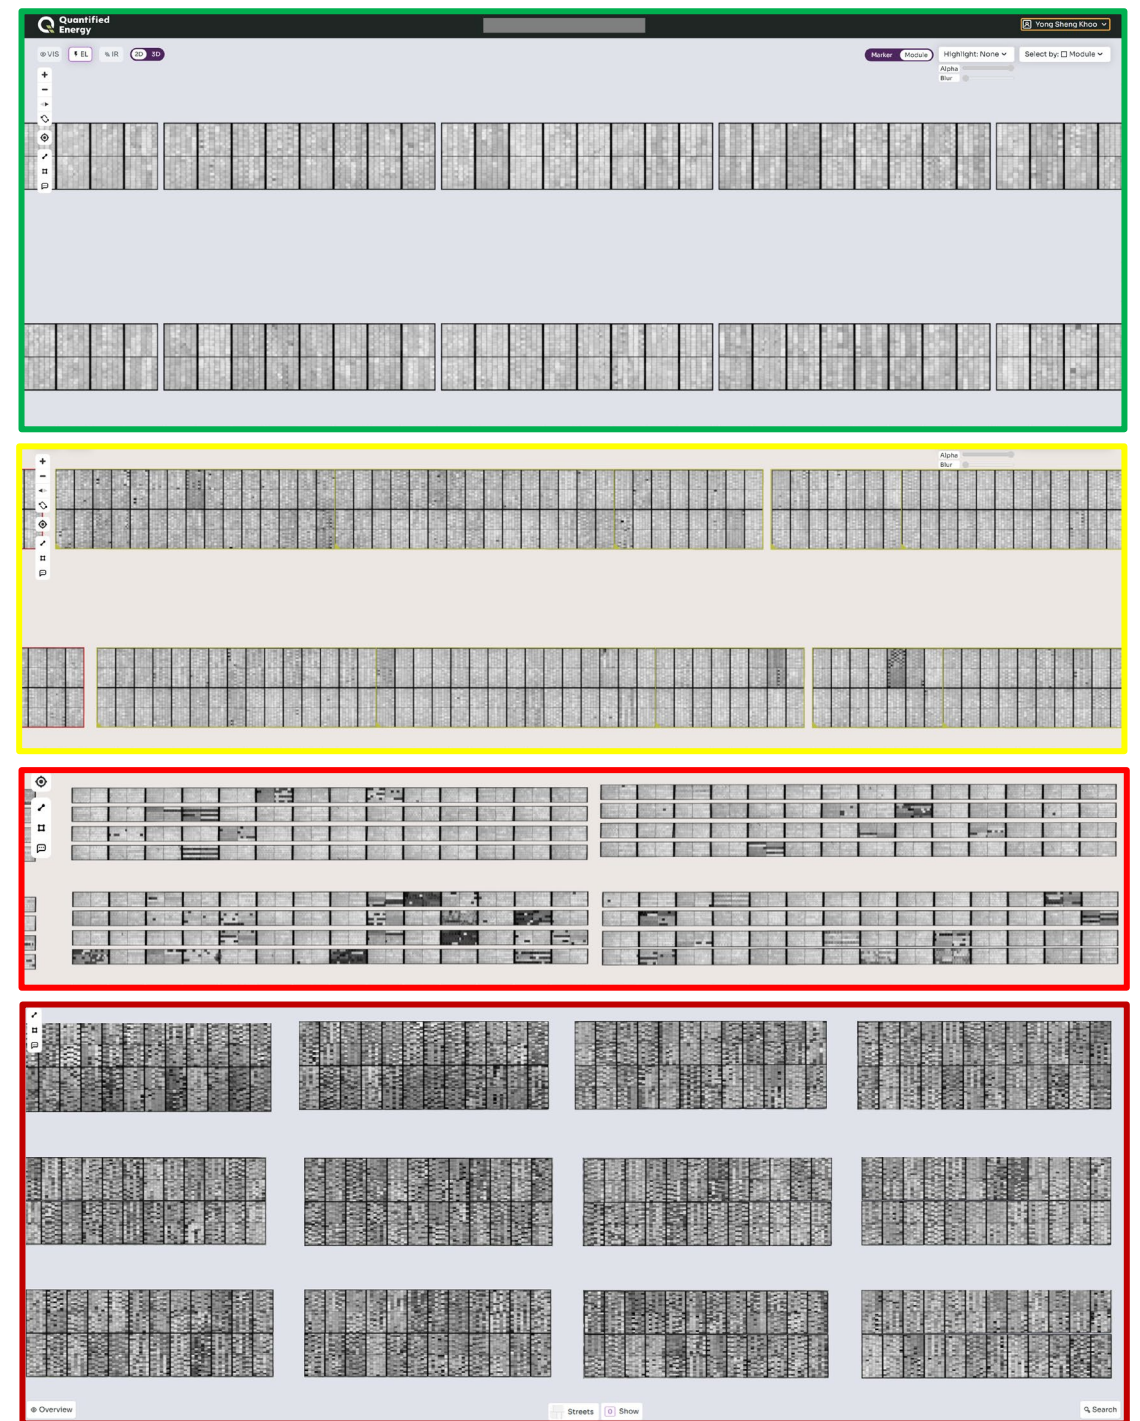 Quantified
Energy
Yong Sheng Khoo
VIS
EL
IR
2D 3D
Marker Module
Highlight: None
Select by: Module
Alpha
Blur
Alpha
Blur
Overview
Streets
Show
Search